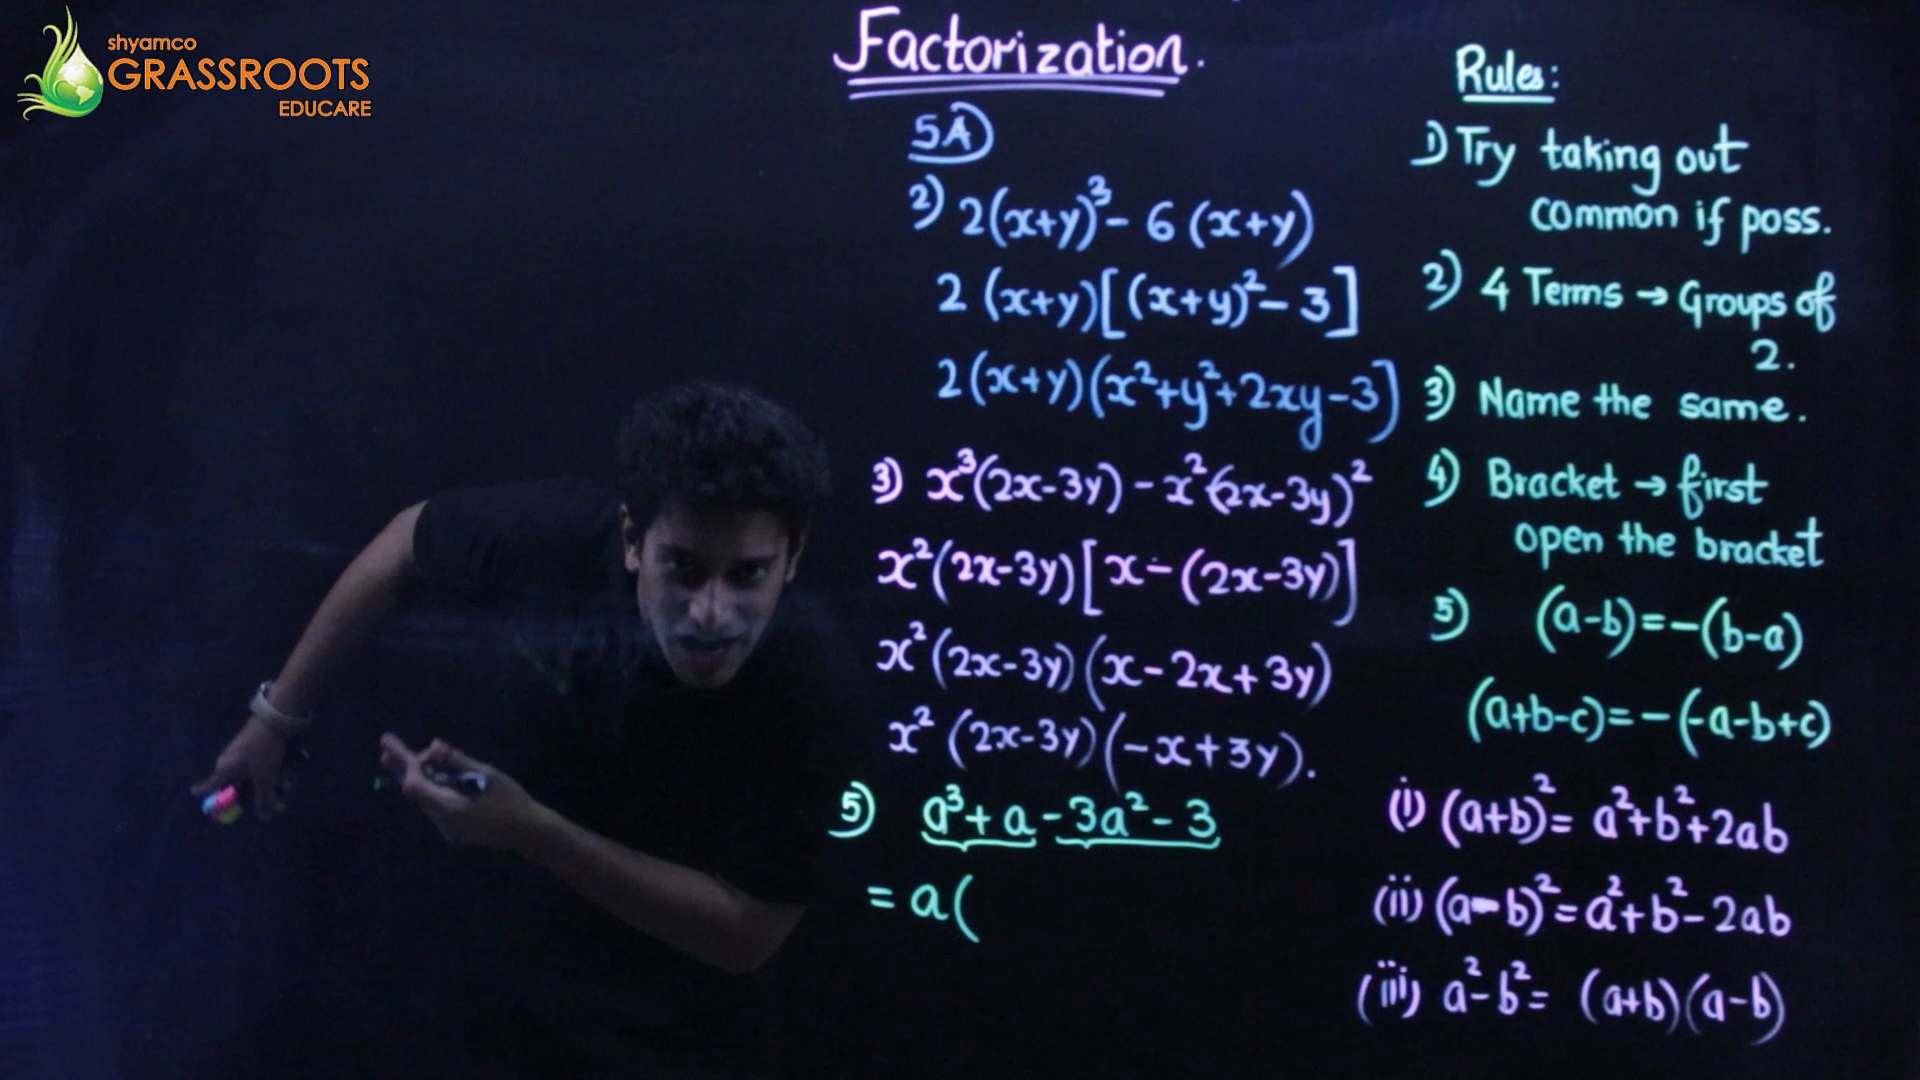 shyamco
GRASSROOTS
EDUCARE
Factorization.
5A
2) 2(x+y)³ - 6 (x+y)
2 (x+y)[(x+y)² - 3]
2(x+y)(x²+y²+2xy-3]
3) x³(2x-3y) - x²(2x-3y)²
x²(2x-3y)[x - (2x-3y)]
x²(2x-3y)(x - 2x + 3y)
x² (2x-3y)(-x+3y).
5) a³+a-3a²-3
= a(
Rules:
1) Try taking out
common if poss.
2) 4 Terms → Groups of
2.
3) Name the same.
4) Bracket → first
open the bracket
5) (a-b)=-(b-a)
(a+b-c)=-(-a-b+c)
(i) (a+b)²= a²+b²+2ab
(ii) (a-b)²=a²+b²-2ab
(iii) a²-b²= (a+b)(a-b)